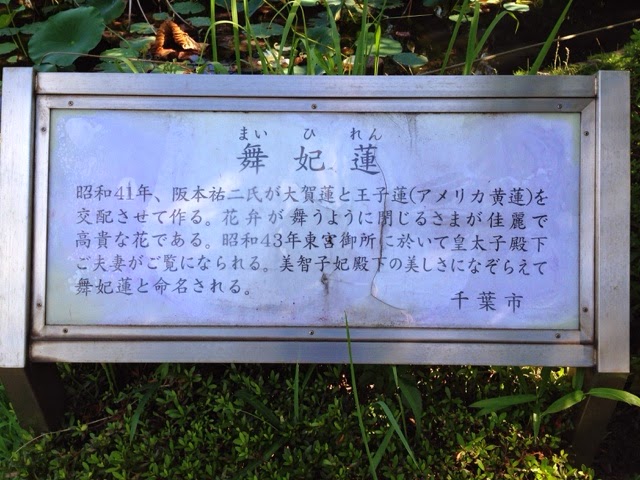 まい ひ れん
舞妃蓮
昭和41年、阪本祐二氏が大賀蓮と王子蓮(アメリカ黄蓮)を
交配させて作る。花弁が舞うように閉じるさまが佳麗で
高貴な花である。昭和43年東宮御所に於いて皇太子殿下
ご夫妻がご覧になられる。美智子妃殿下の美しさになぞらえて
舞妃蓮と命名される。
千葉市